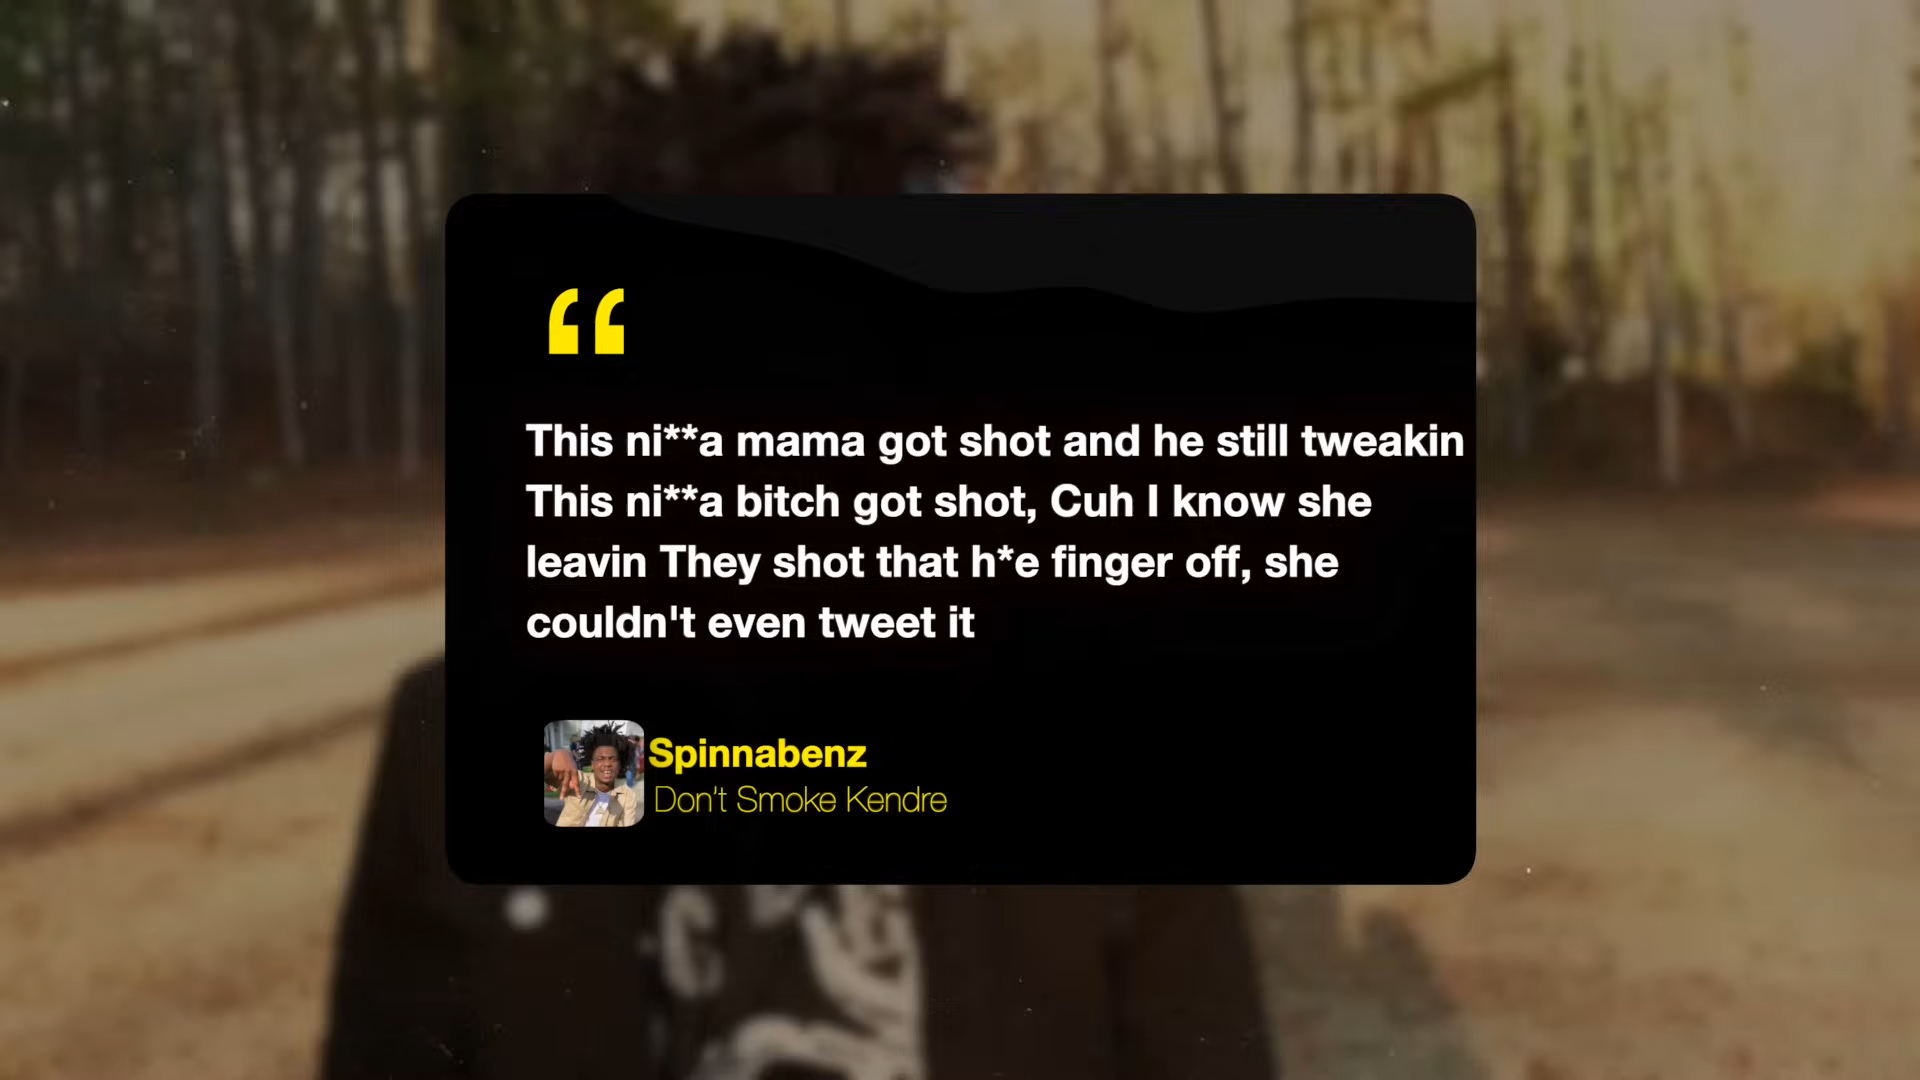 “
This ni**a mama got shot and he still tweakin
This ni**a bitch got shot, Cuh I know she
leavin They shot that h*e finger off, she
couldn't even tweet it
Spinnabenz
Don't Smoke Kendre